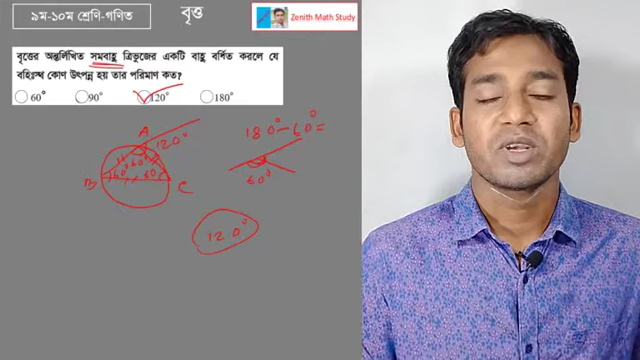 ৯ম-১০ম শ্রেণি-গণিত
বৃত্ত
Zenith Math Study
বৃত্তের অন্তর্লিখিত সমবাহু ত্রিভুজের একটি বাহু বর্ধিত করলে যে
বহিঃস্থ কোণ উৎপন্ন হয় তার পরিমাণ কত?
60° 90° 120° 180°
A
120°
180°-60°=
60°
60° 60°
B C
60°
120°